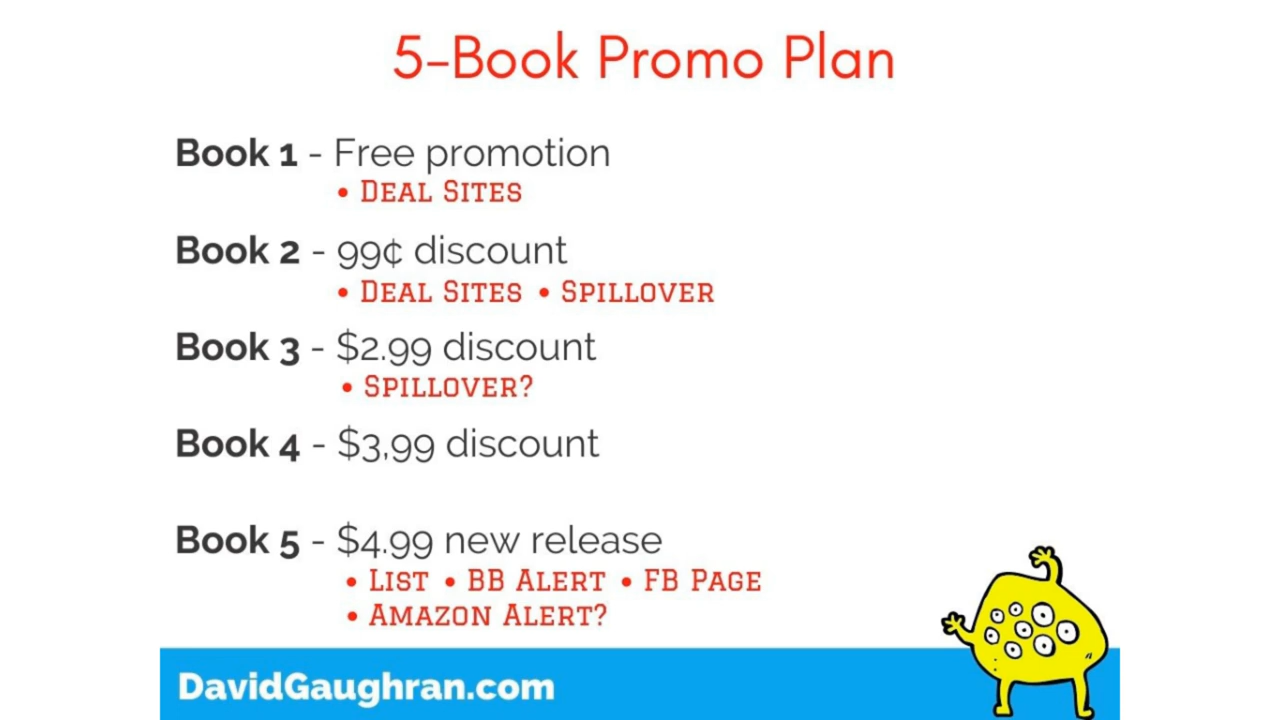 5-Book Promo Plan
Book 1 - Free promotion
• Deal Sites
Book 2 - 99¢ discount
• Deal Sites • Spillover
Book 3 - $2.99 discount
• Spillover?
Book 4 - $3.99 discount
Book 5 - $4.99 new release
• List • BB Alert • FB Page
• Amazon Alert?
DavidGaughran.com